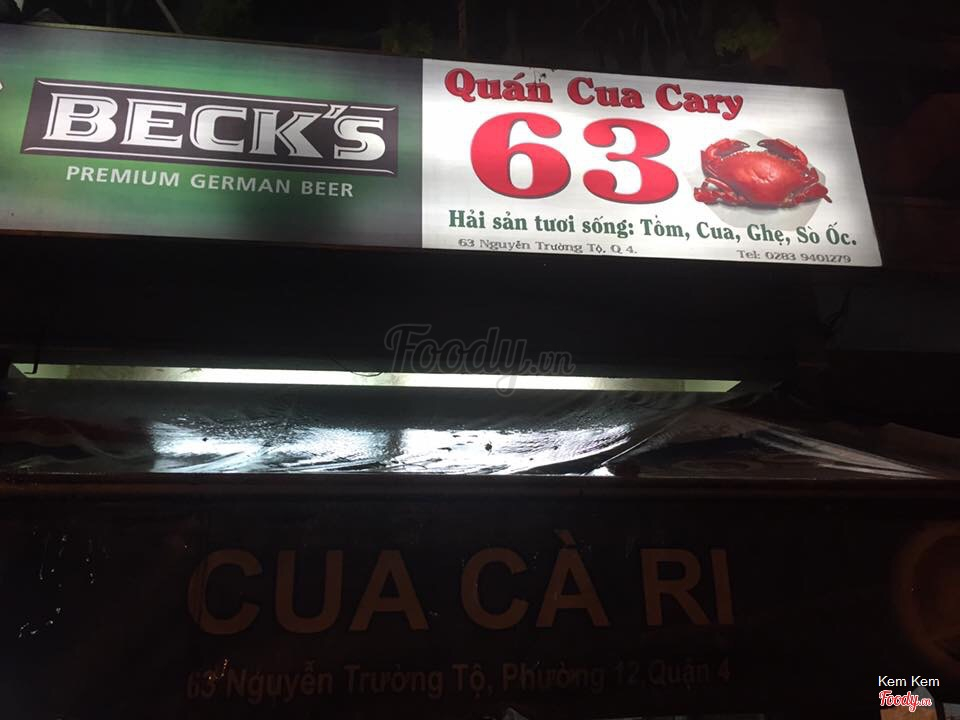 BECK'S
PREMIUM GERMAN BEER
Quán Cua Cary
63
Hải sản tươi sống: Tôm, Cua, Ghẹ, Sò Ốc.
63 Nguyễn Trường Tộ, Q 4.
Tel: 0283 9401279
Foody.vn
CUA CÀ RI
63 Nguyễn Trường Tộ, Phường 12, Quận 4
Kem Kem
Foody.vn